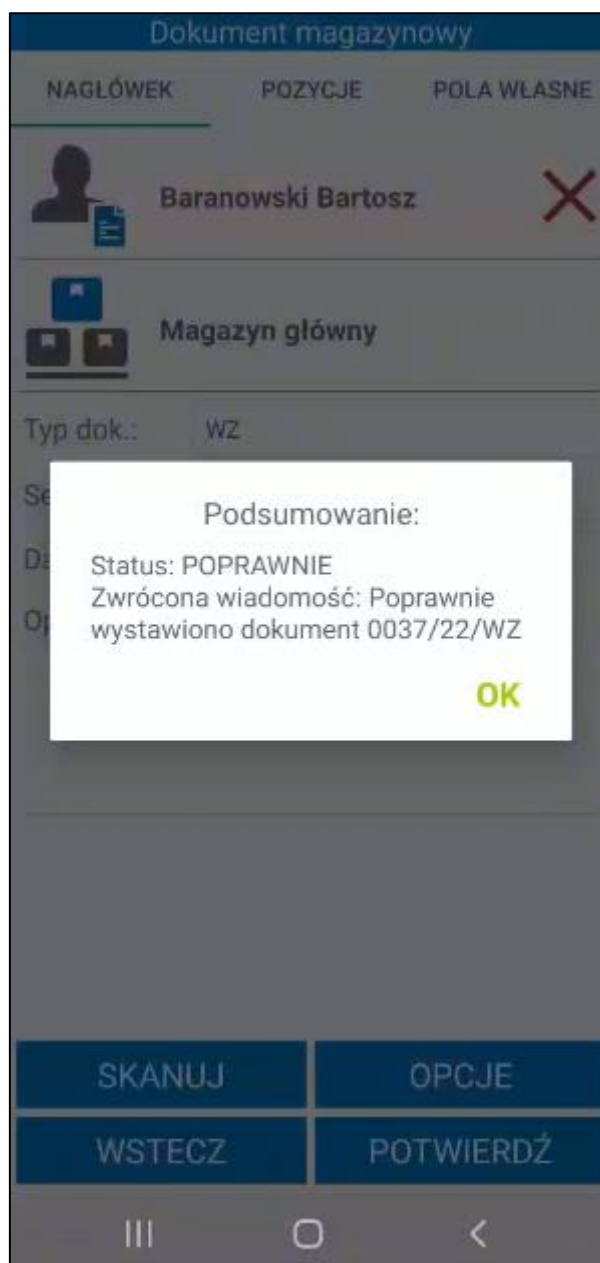 Dokument magazynowy
NAGŁÓWEK POZYCJE POLA WŁASNE
Baranowski Bartosz
Magazyn główny
Typ dok.: WZ
Podsumowanie:
Status: POPRAWNIE
Zwrócona wiadomość: Poprawnie
wystawiono dokument 0037/22/WZ
OK
SKANUJ OPCJE
WSTECZ POTWIERDŹ